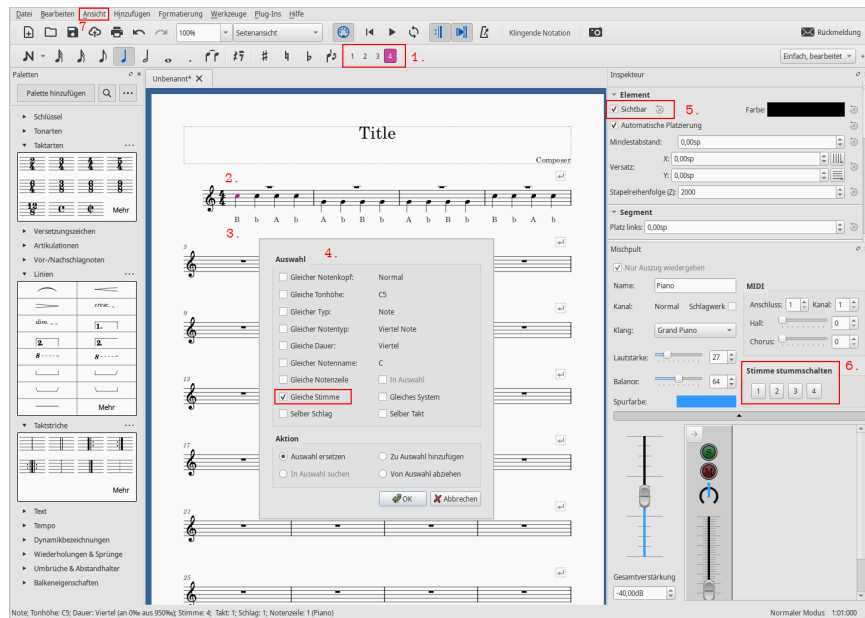 Datei Bearbeiten Ansicht Hinzufügen Formatierung Werkzeuge Plug-Ins Hilfe
7.
100% Seitenansicht Klingende Notation Rückmeldung
1 2 3 4 1. Einfach, bearbeitet
Paletten
Unbenannt*
Inspekteur
Palette hinzufügen
Schlüssel
Tonarten
Taktarten
Mehr
Versetzungszeichen
Artikulationen
Vor-/Nachschlagnoten
Linien
cresc.
dim.
1.
2. 2.
8 8
Mehr
Taktstriche
Mehr
Text
Tempo
Dynamikbezeichnungen
Wiederholungen & Sprünge
Umbrüche & Abstandhalter
Balkeneigenschaften
Title
Composer
2.
B b A b A b B b A b A b B b A b
3.
5
9
13
17
21
25
4.
Auswahl
Gleicher Notenkopf: Normal
Gleiche Tonhöhe: C5
Gleicher Typ: Note
Gleicher Notentyp: Viertel Note
Gleiche Dauer: Viertel
Gleicher Notenname: C
Gleiche Notenzeile In Auswahl
Gleiche Stimme Gleiches System
Selber Schlag Selber Takt
Aktion
Auswahl ersetzen Zu Auswahl hinzufügen
In Auswahl suchen Von Auswahl abziehen
OK Abbrechen
Element
Sichtbar 5. Farbe:
Automatische Platzierung
Mindestabstand: 0,00sp
Versatz: X: 0,00sp
Y: 0,00sp
Stapelreihenfolge (Z): 2000
Segment
Platz links: 0,00sp
Mischpult
Nur Auszug wiedergeben
Name: Piano MIDI
Kanal: Normal Schlagwerk Anschluss: 1 Kanal: 1
Klang: Grand Piano Hall: 0
Chorus: 0
Lautstärke: 27
6.
Stimme stummschalten
Balance: 64 1 2 3 4
Spurfarbe:
S
M
Gesamtverstärkung
-40,00dB
Note; Tonhöhe: C5; Dauer: Viertel (an 0‰ aus 950‰); Stimme: 4; Takt: 1; Schlag: 1; Notenzeile: 1 (Piano) Normaler Modus 1:01:000